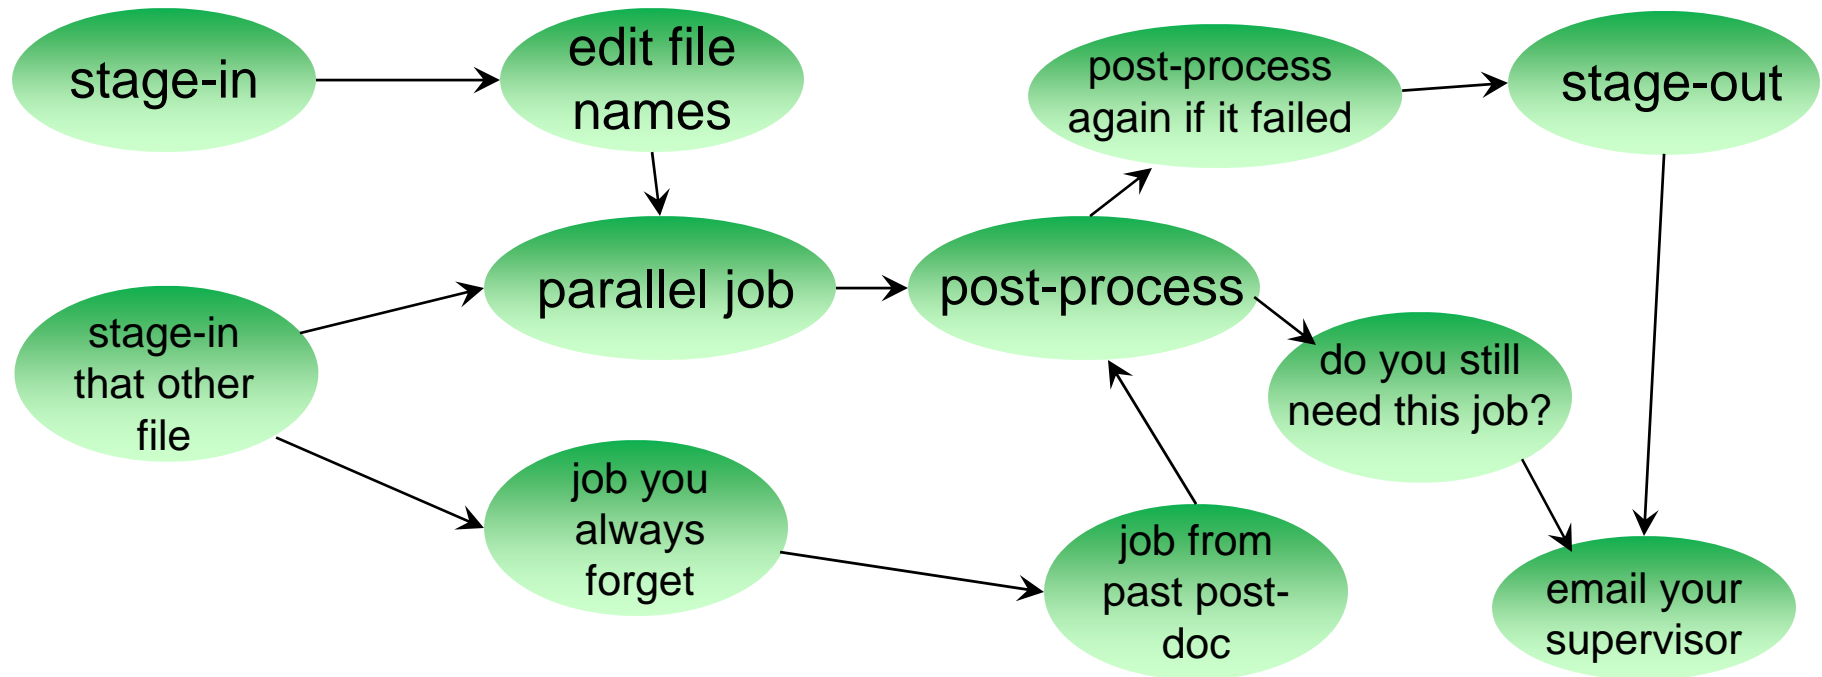 stage-in
edit file
names
post-process
again if it failed
stage-out
parallel job
post-process
stage-in
that other
file
do you still
need this job?
job you
always
forget
job from
past post-
doc
email your
supervisor